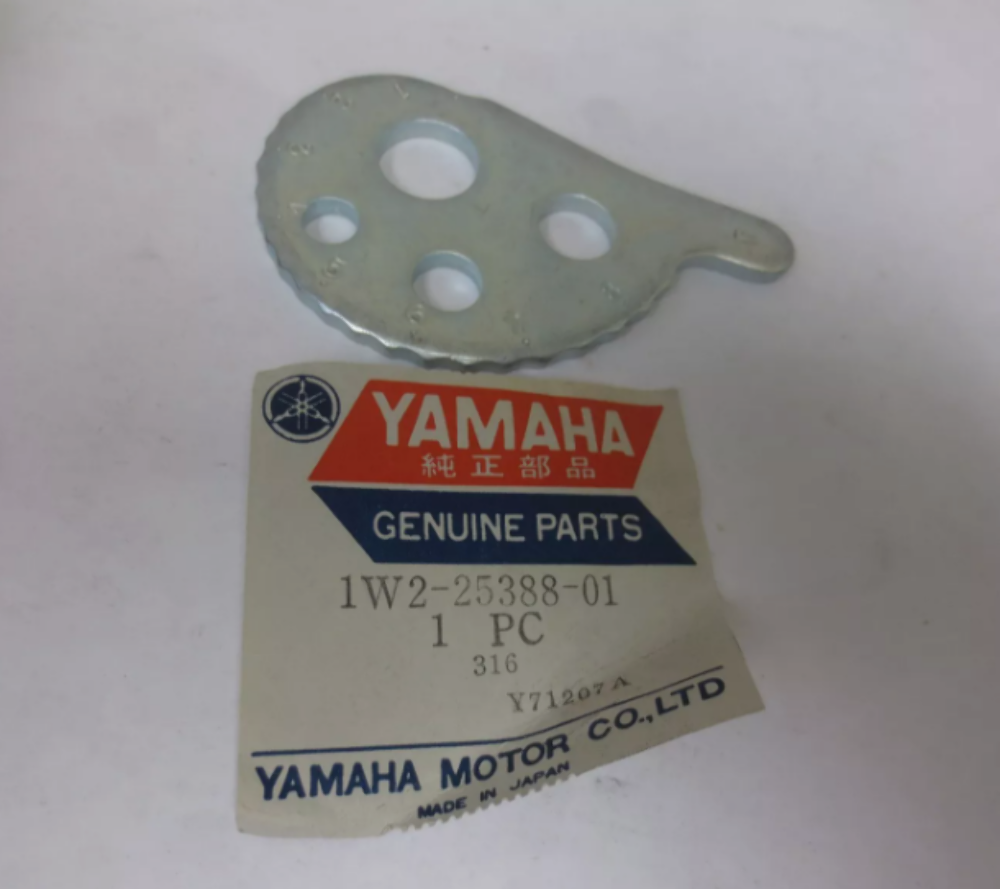 YAMAHA
純正部品
GENUINE PARTS
1W2-25388-01
1 PC
316
Y71207A
YAMAHA MOTOR CO.,LTD
MADE IN JAPAN